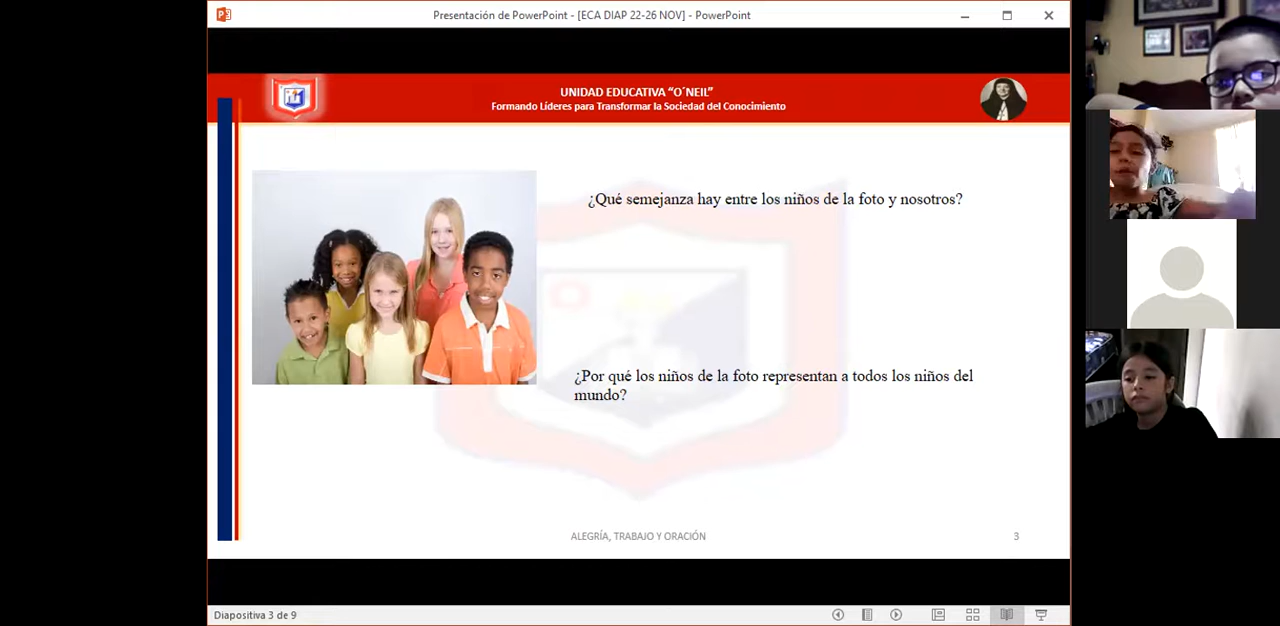 Presentación de PowerPoint - [ECA DIAP 22-26 NOV] - PowerPoint
UNIDAD EDUCATIVA "O´NEIL"
Formando Líderes para Transformar la Sociedad del Conocimiento
¿Qué semejanza hay entre los niños de la foto y nosotros?
¿Por qué los niños de la foto representan a todos los niños del
mundo?
ALEGRÍA, TRABAJO Y ORACIÓN
3
Diapositiva 3 de 9